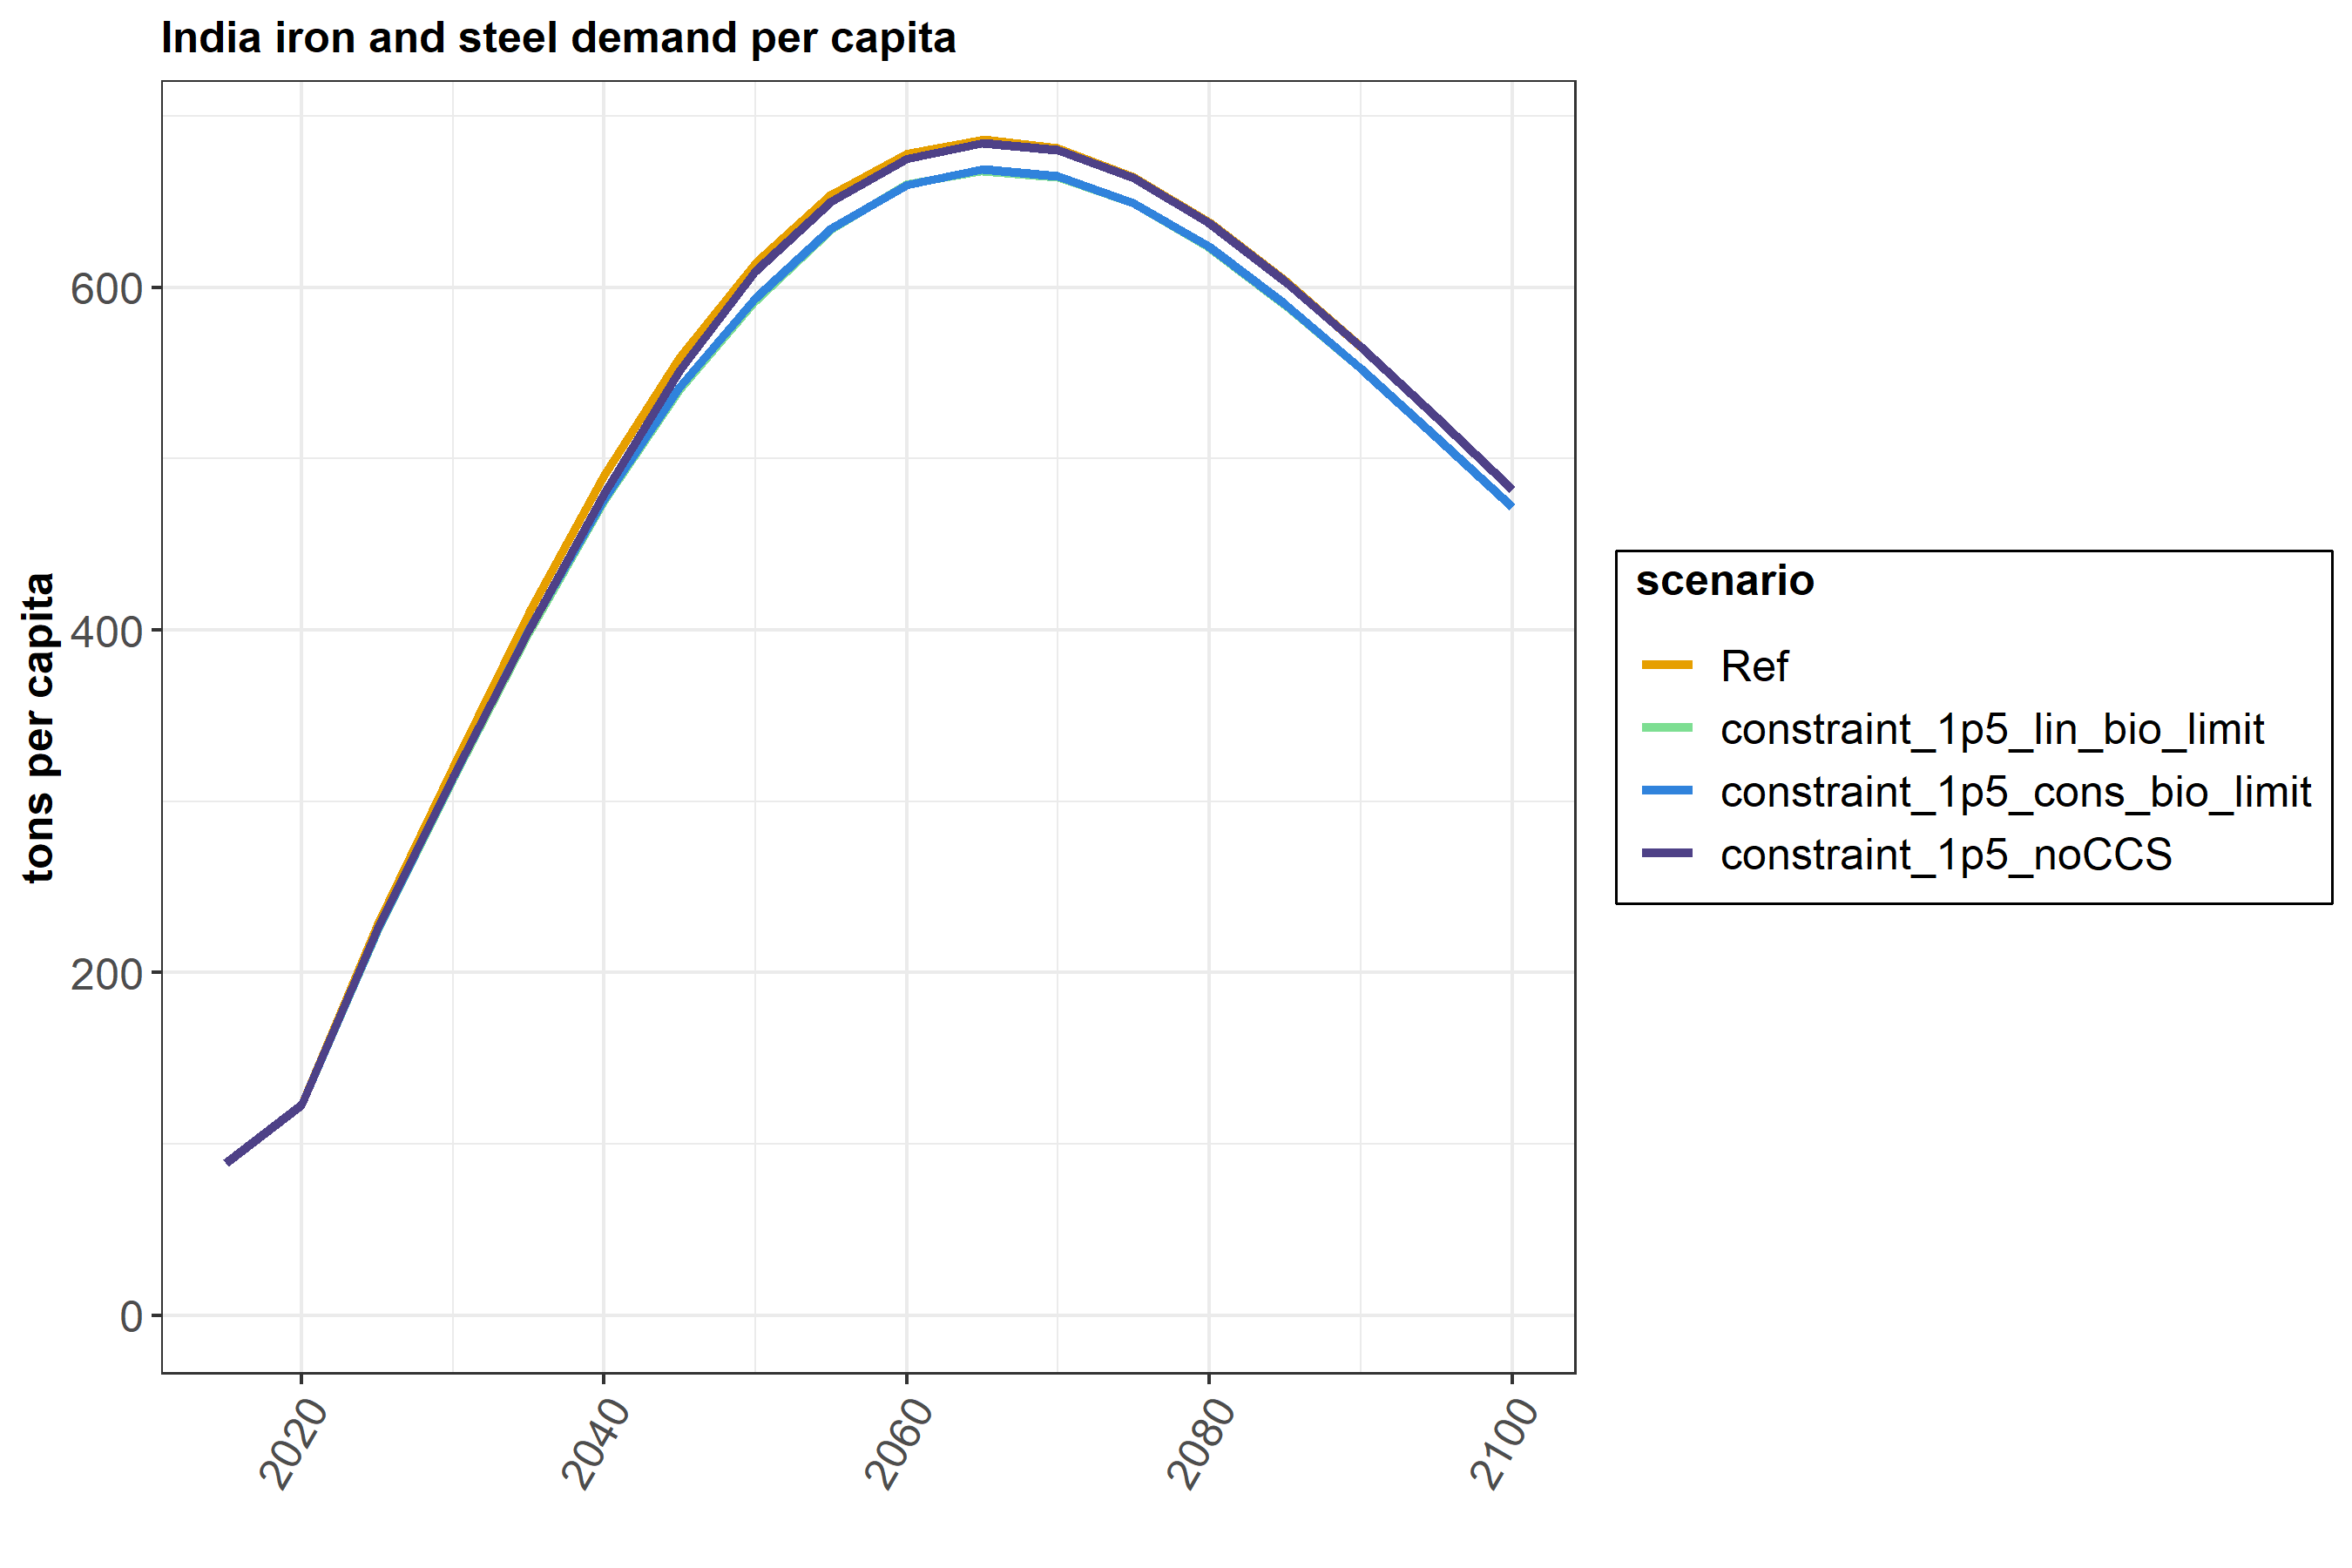 India iron and steel demand per capita
tons per capita
600
400
200
0
2020
2040
2060
2080
2100
scenario
Ref
constraint_1p5_lin_bio_limit
constraint_1p5_cons_bio_limit
constraint_1p5_noCCS